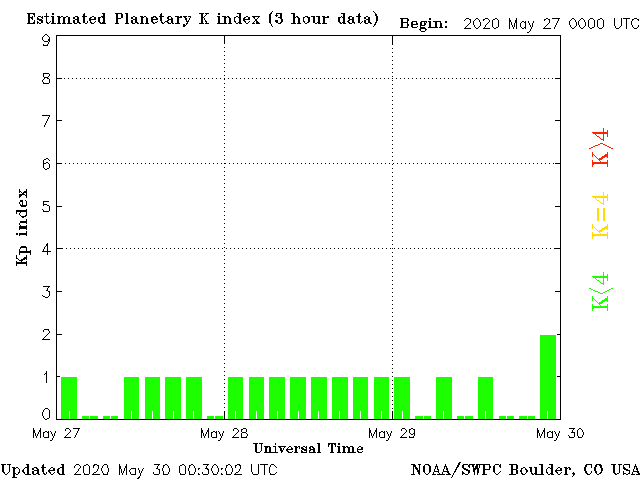 Estimated Planetary K index (3 hour data)
Begin: 2020 May 27 0000 UTC
9
8
7
6
5
4
3
2
1
0
Kp index
K>4
K=4
K<4
May 27
May 28
May 29
May 30
Universal Time
Updated 2020 May 30 00:30:02 UTC
NOAA/SWPC Boulder, CO USA